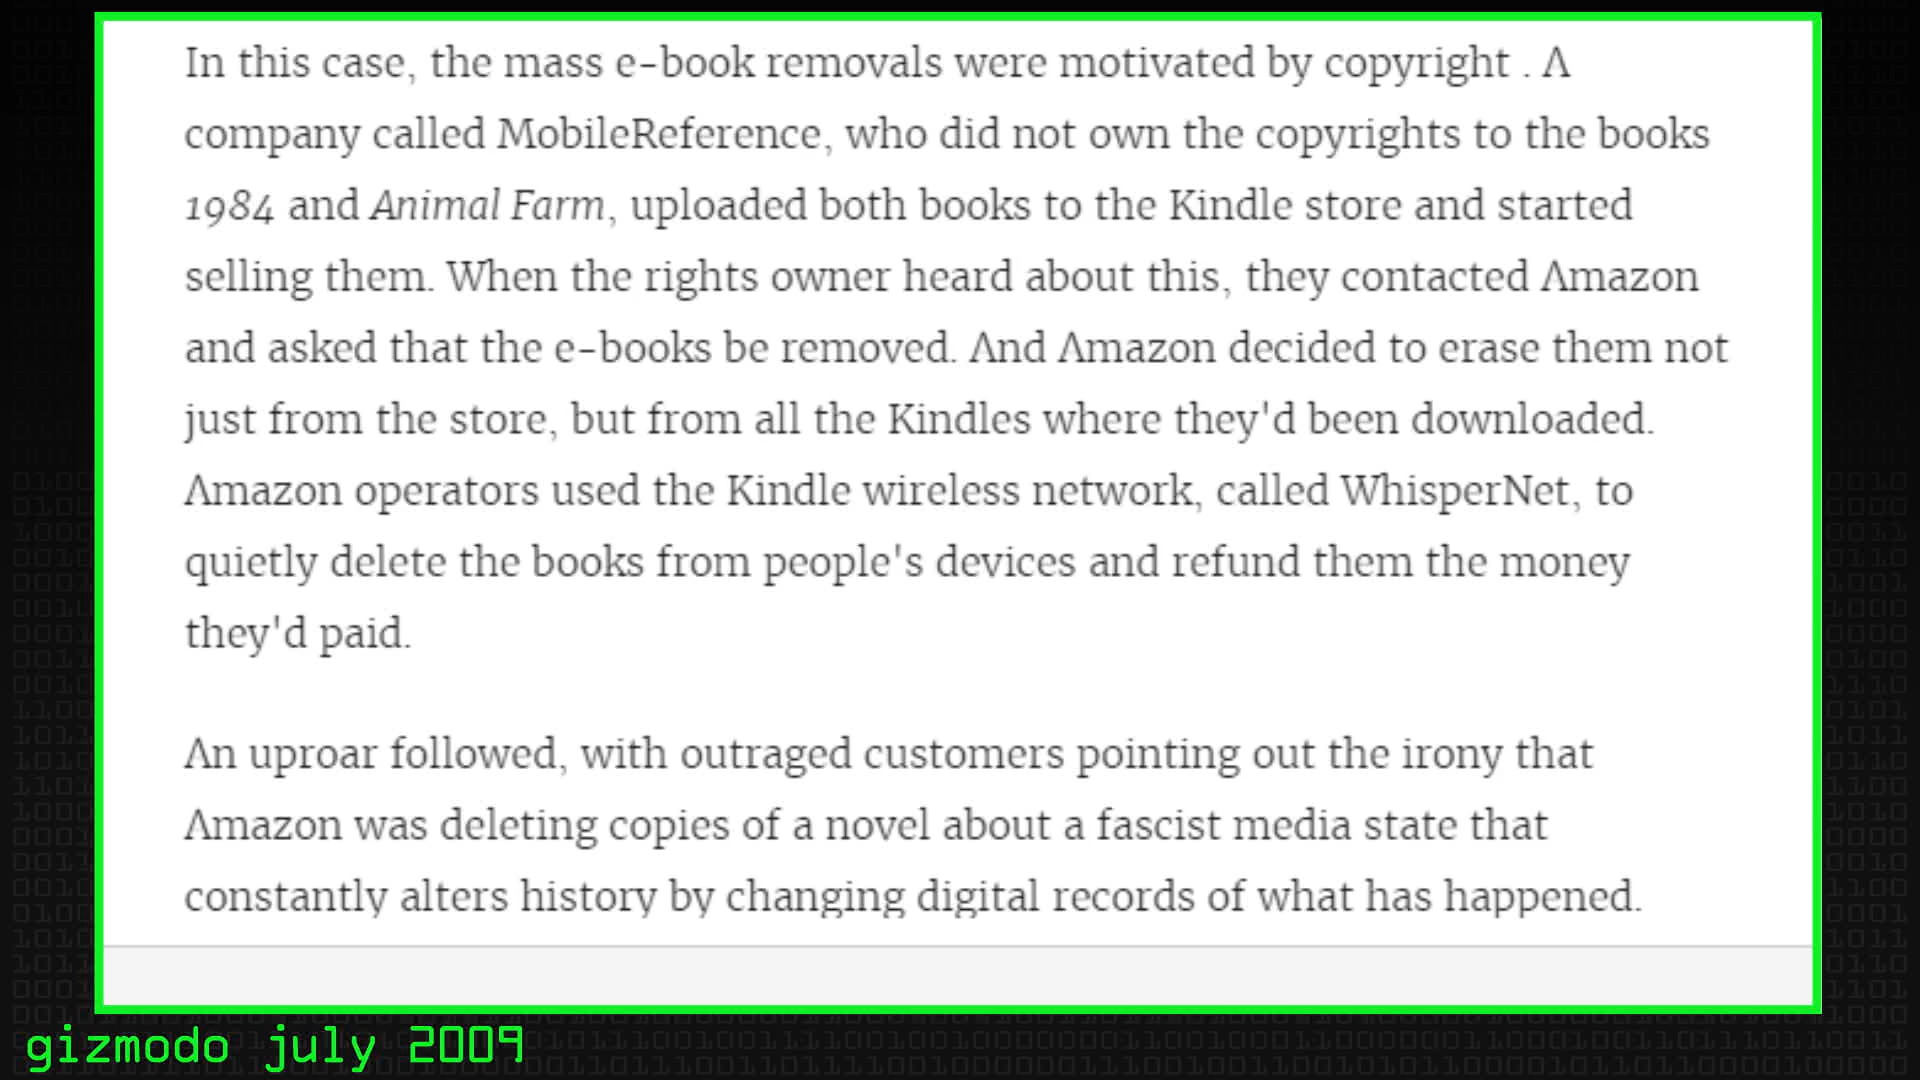 In this case, the mass e-book removals were motivated by copyright . A
company called MobileReference, who did not own the copyrights to the books
1984 and Animal Farm, uploaded both books to the Kindle store and started
selling them. When the rights owner heard about this, they contacted Amazon
and asked that the e-books be removed. And Amazon decided to erase them not
just from the store, but from all the Kindles where they'd been downloaded.
Amazon operators used the Kindle wireless network, called WhisperNet, to
quietly delete the books from people's devices and refund them the money
they'd paid.
An uproar followed, with outraged customers pointing out the irony that
Amazon was deleting copies of a novel about a fascist media state that
constantly alters history by changing digital records of what has happened.
gizmodo july 2009